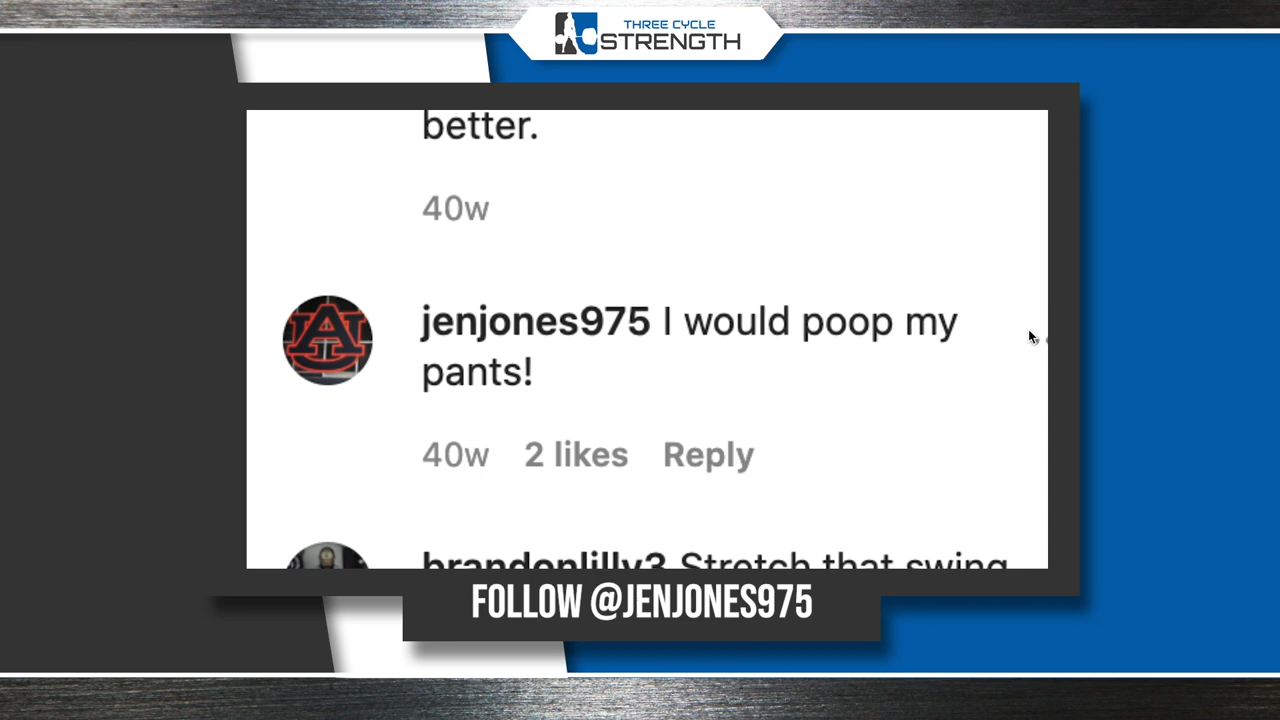 THREE CYCLE
STRENGTH
better.
40w
jenjones975 I would poop my
pants!
40w 2 likes Reply
brandonlilly3 Stretch that swing
FOLLOW @JENJONES975